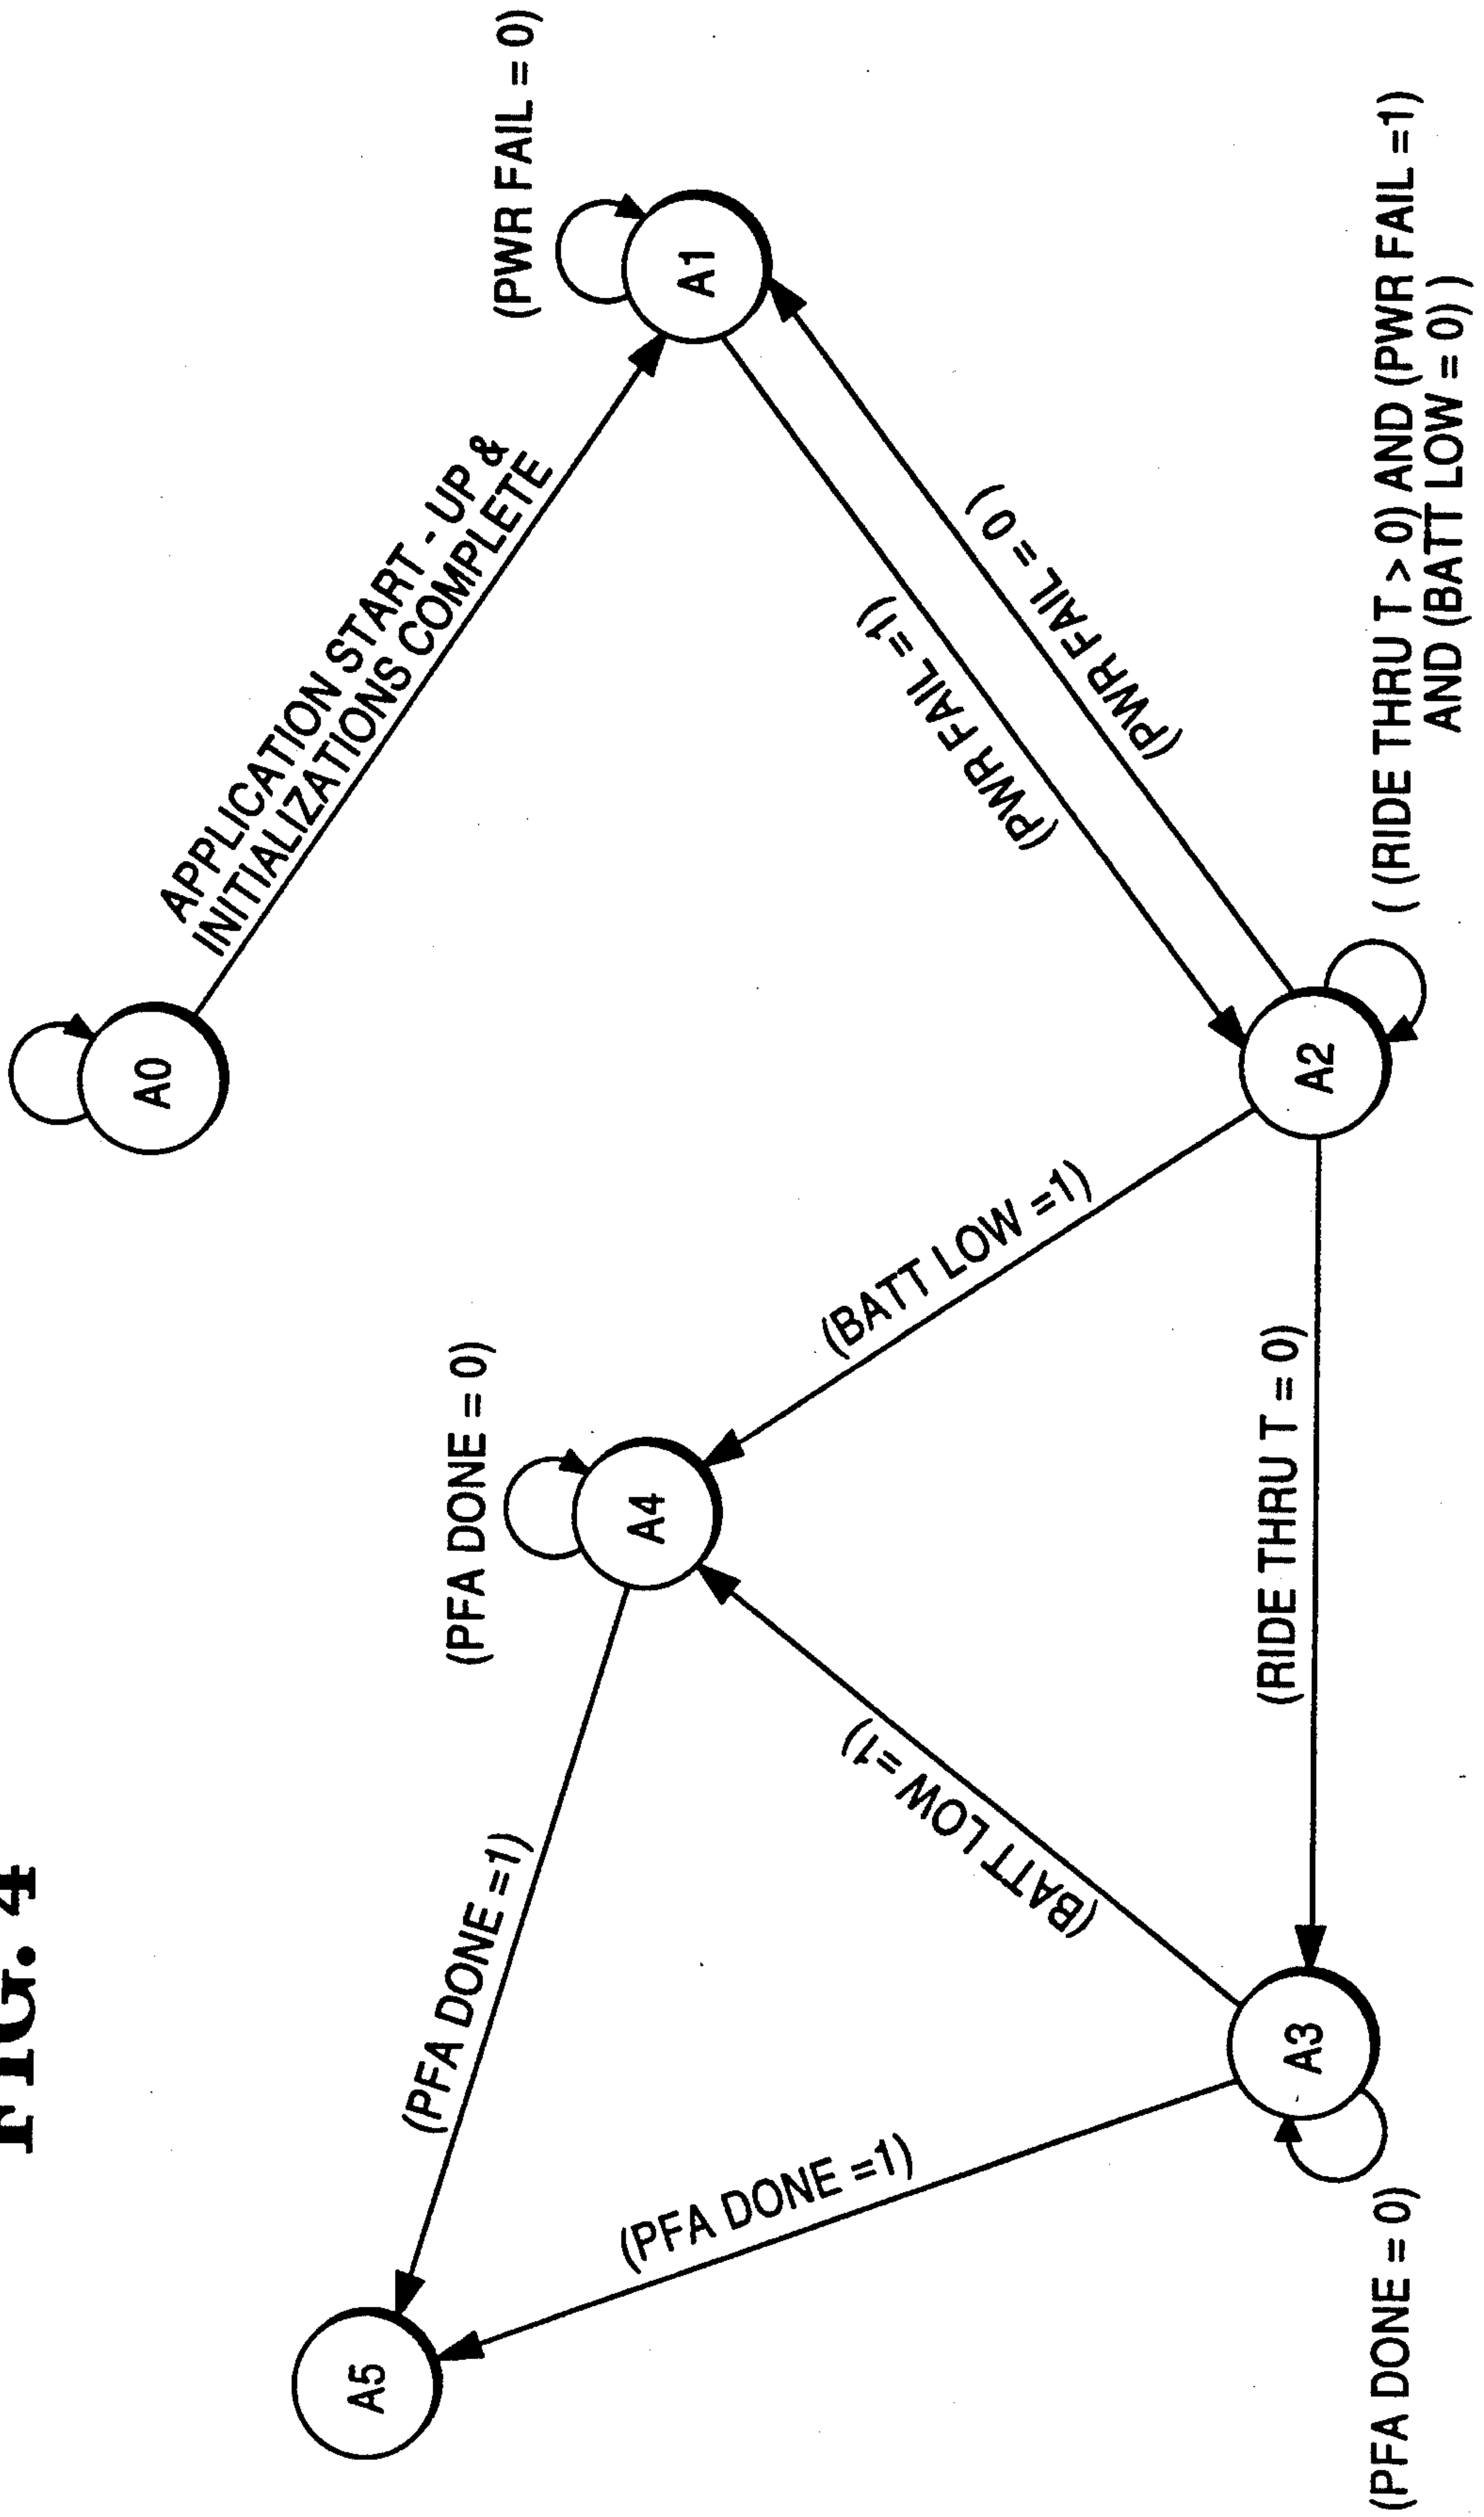 FIG. 4
A0
APPLICATION START-UP &
INITIALIZATIONS COMPLETE
(PWR FAIL = 0)
A1
(PWR FAIL =1)
(PWR FAIL = 0)
A2
( (RIDE THRU T > 0) AND (PWR FAIL =1)
AND (BATT LOW = 0) )
(BATT LOW =1)
(RIDE THRU T = 0)
(PFA DONE = 0)
A4
(BATT LOW =1)
A3
(PFA DONE = 0)
(PFA DONE =1)
(PFA DONE =1)
A5